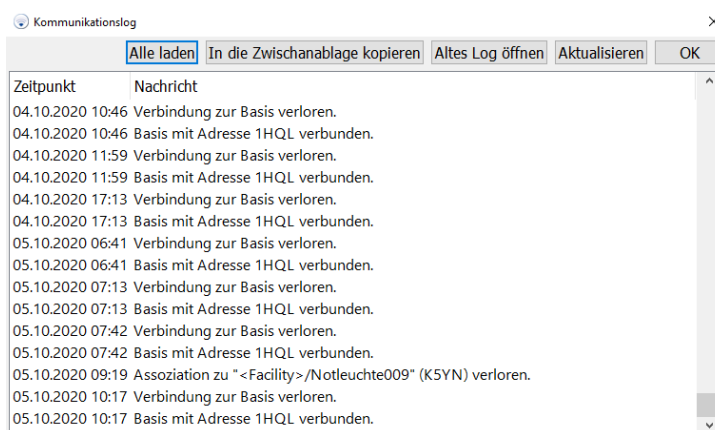 Kommunikationslog
Alle laden In die Zwischanablage kopieren Altes Log öffnen Aktualisieren OK
Zeitpunkt Nachricht
04.10.2020 10:46 Verbindung zur Basis verloren.
04.10.2020 10:46 Basis mit Adresse 1HQL verbunden.
04.10.2020 11:59 Verbindung zur Basis verloren.
04.10.2020 11:59 Basis mit Adresse 1HQL verbunden.
04.10.2020 17:13 Verbindung zur Basis verloren.
04.10.2020 17:13 Basis mit Adresse 1HQL verbunden.
05.10.2020 06:41 Verbindung zur Basis verloren.
05.10.2020 06:41 Basis mit Adresse 1HQL verbunden.
05.10.2020 07:13 Verbindung zur Basis verloren.
05.10.2020 07:13 Basis mit Adresse 1HQL verbunden.
05.10.2020 07:42 Verbindung zur Basis verloren.
05.10.2020 07:42 Basis mit Adresse 1HQL verbunden.
05.10.2020 09:19 Assoziation zu "<Facility>/Notleuchte009" (K5YN) verloren.
05.10.2020 10:17 Verbindung zur Basis verloren.
05.10.2020 10:17 Basis mit Adresse 1HQL verbunden.